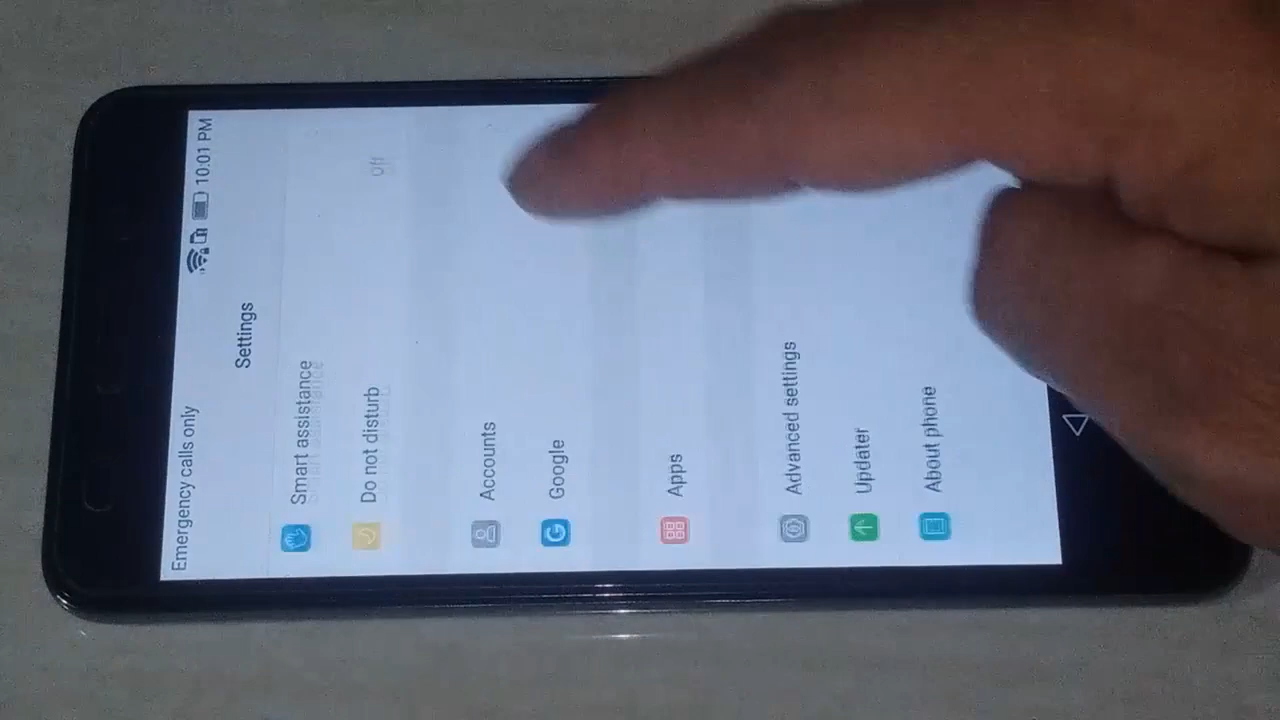 Emergency calls only 10:01 PM
Settings
Smart assistance
Do not disturb Off
Accounts
Google
Apps
Advanced settings
Updater
About phone